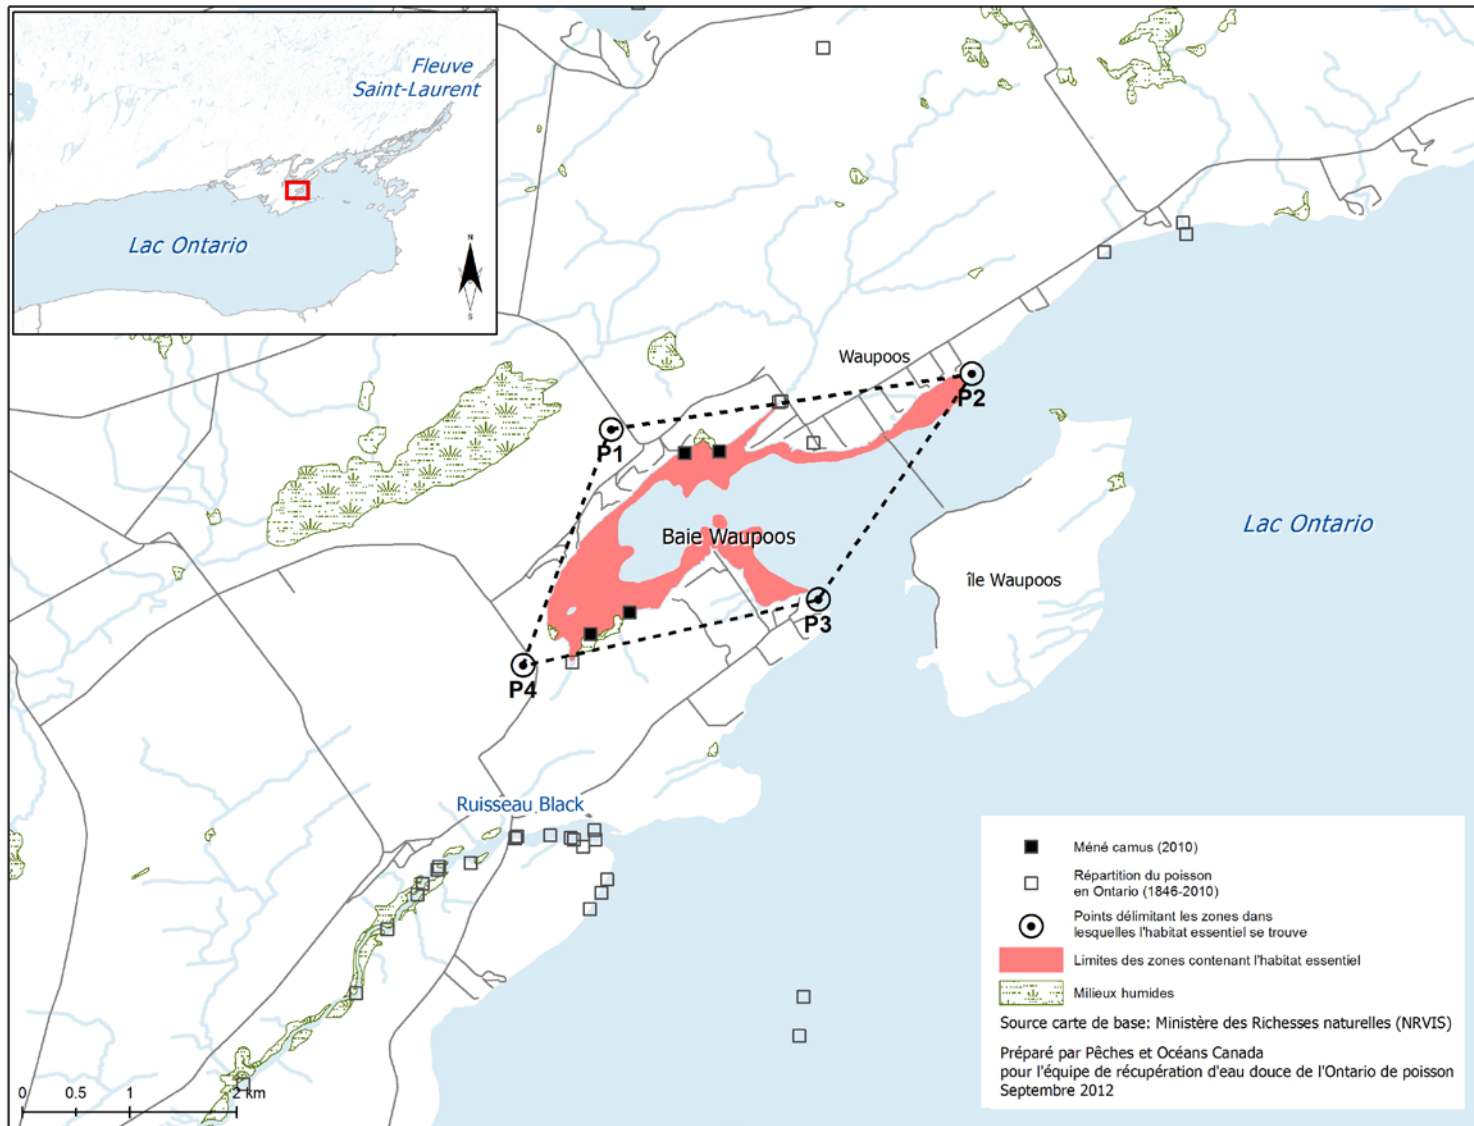 Fleuve
Saint-Laurent
Lac Ontario
N
S
Waupoos
P2
P1
Baie Waupoos
Lac Ontario
île Waupoos
P3
P4
Ruisseau Black
Méné camus (2010)
Répartition du poisson
en Ontario (1846-2010)
Points délimitant les zones dans
lesquelles l'habitat essentiel se trouve
Limites des zones contenant l'habitat essentiel
Milieux humides
Source carte de base: Ministère des Richesses naturelles (NRVIS)
Préparé par Pêches et Océans Canada
pour l'équipe de récupération d'eau douce de l'Ontario de poisson
Septembre 2012
0 0.5 1 2 km